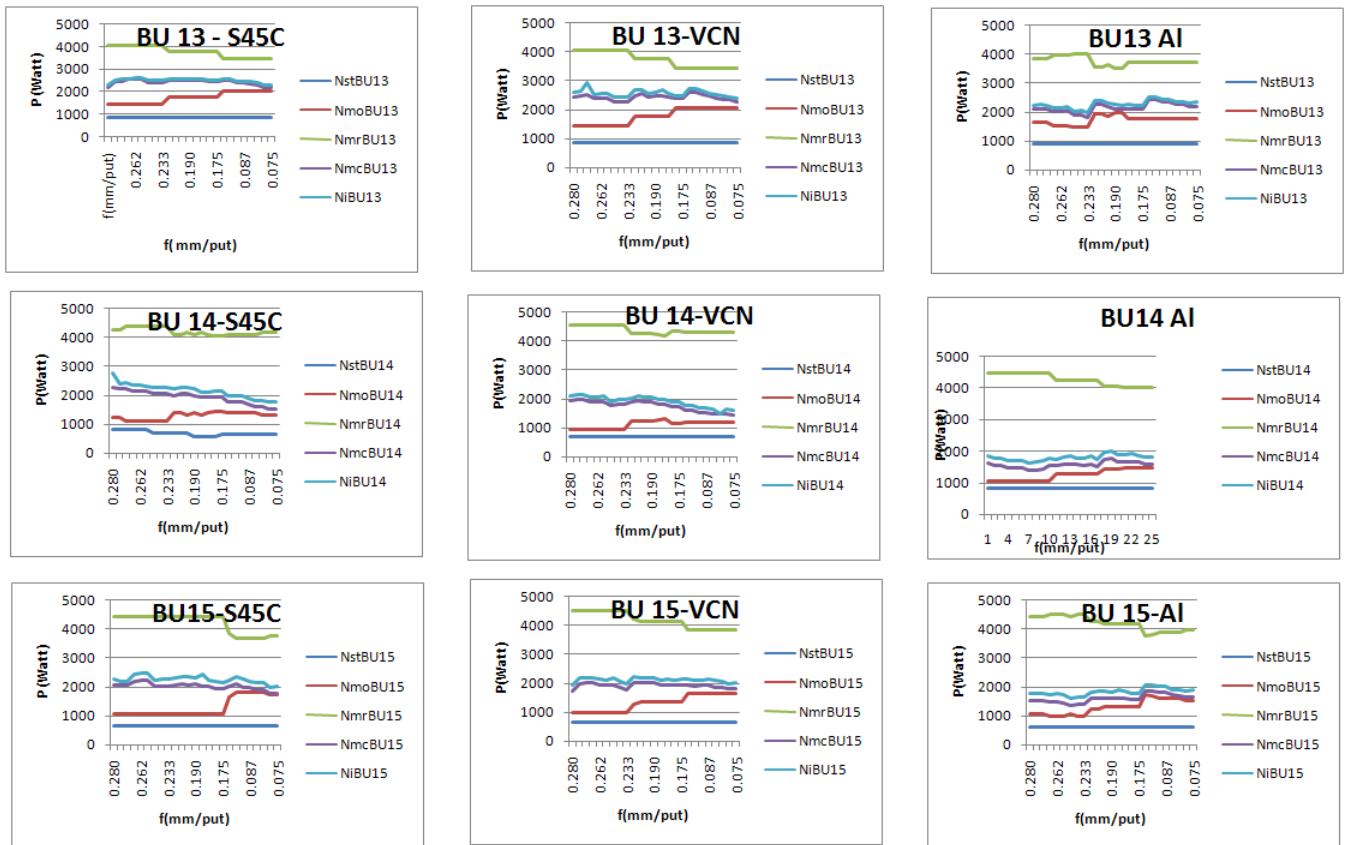 BU 13 - S45C
P (Watt)
5000
4000
3000
2000
1000
0
f(mm/put)
0.262
0.233
0.190
0.175
0.087
0.075
f( mm/put)
NstBU13
NmoBU13
NmrBU13
NmcBU13
NiBU13
BU 13-VCN
P(Watt)
5000
4000
3000
2000
1000
0
0.280
0.262
0.233
0.190
0.175
0.087
0.075
f(mm/put)
NstBU13
NmoBU13
NmrBU13
NmcBU13
NiBU13
BU13 Al
P(Watt)
5000
4000
3000
2000
1000
0
0.280
0.262
0.233
0.190
0.175
0.087
0.075
f(mm/put)
NstBU13
NmoBU13
NmrBU13
NmcBU13
NiBU13
BU 14-S45C
P(Watt)
5000
4000
3000
2000
1000
0
0.280
0.262
0.233
0.190
0.175
0.087
0.075
f(mm/put)
NstBU14
NmoBU14
NmrBU14
NmcBU14
NiBU14
BU 14-VCN
P(Watt)
5000
4000
3000
2000
1000
0
0.280
0.262
0.233
0.190
0.175
0.087
0.075
f(mm/put)
NstBU14
NmoBU14
NmrBU14
NmcBU14
NiBU14
BU14 Al
P(Watt)
5000
4000
3000
2000
1000
0
1 4 7 10 13 16 19 22 25
f(mm/put)
NstBU14
NmoBU14
NmrBU14
NmcBU14
NiBU14
BU15-S45C
P(Watt)
5000
4000
3000
2000
1000
0
0.280
0.262
0.233
0.190
0.175
0.087
0.075
f(mm/put)
NstBU15
NmoBU15
NmrBU15
NmcBU15
NiBU15
BU 15-VCN
P(Watt)
5000
4000
3000
2000
1000
0
0.280
0.262
0.233
0.190
0.175
0.087
0.075
f(mm/put)
NstBU15
NmoBU15
NmrBU15
NmcBU15
NiBU15
BU 15-Al
P(Watt)
5000
4000
3000
2000
1000
0
0.280
0.262
0.233
0.190
0.175
0.087
0.075
f(mm/put)
NstBU15
NmoBU15
NmrBU15
NmcBU15
NiBU15